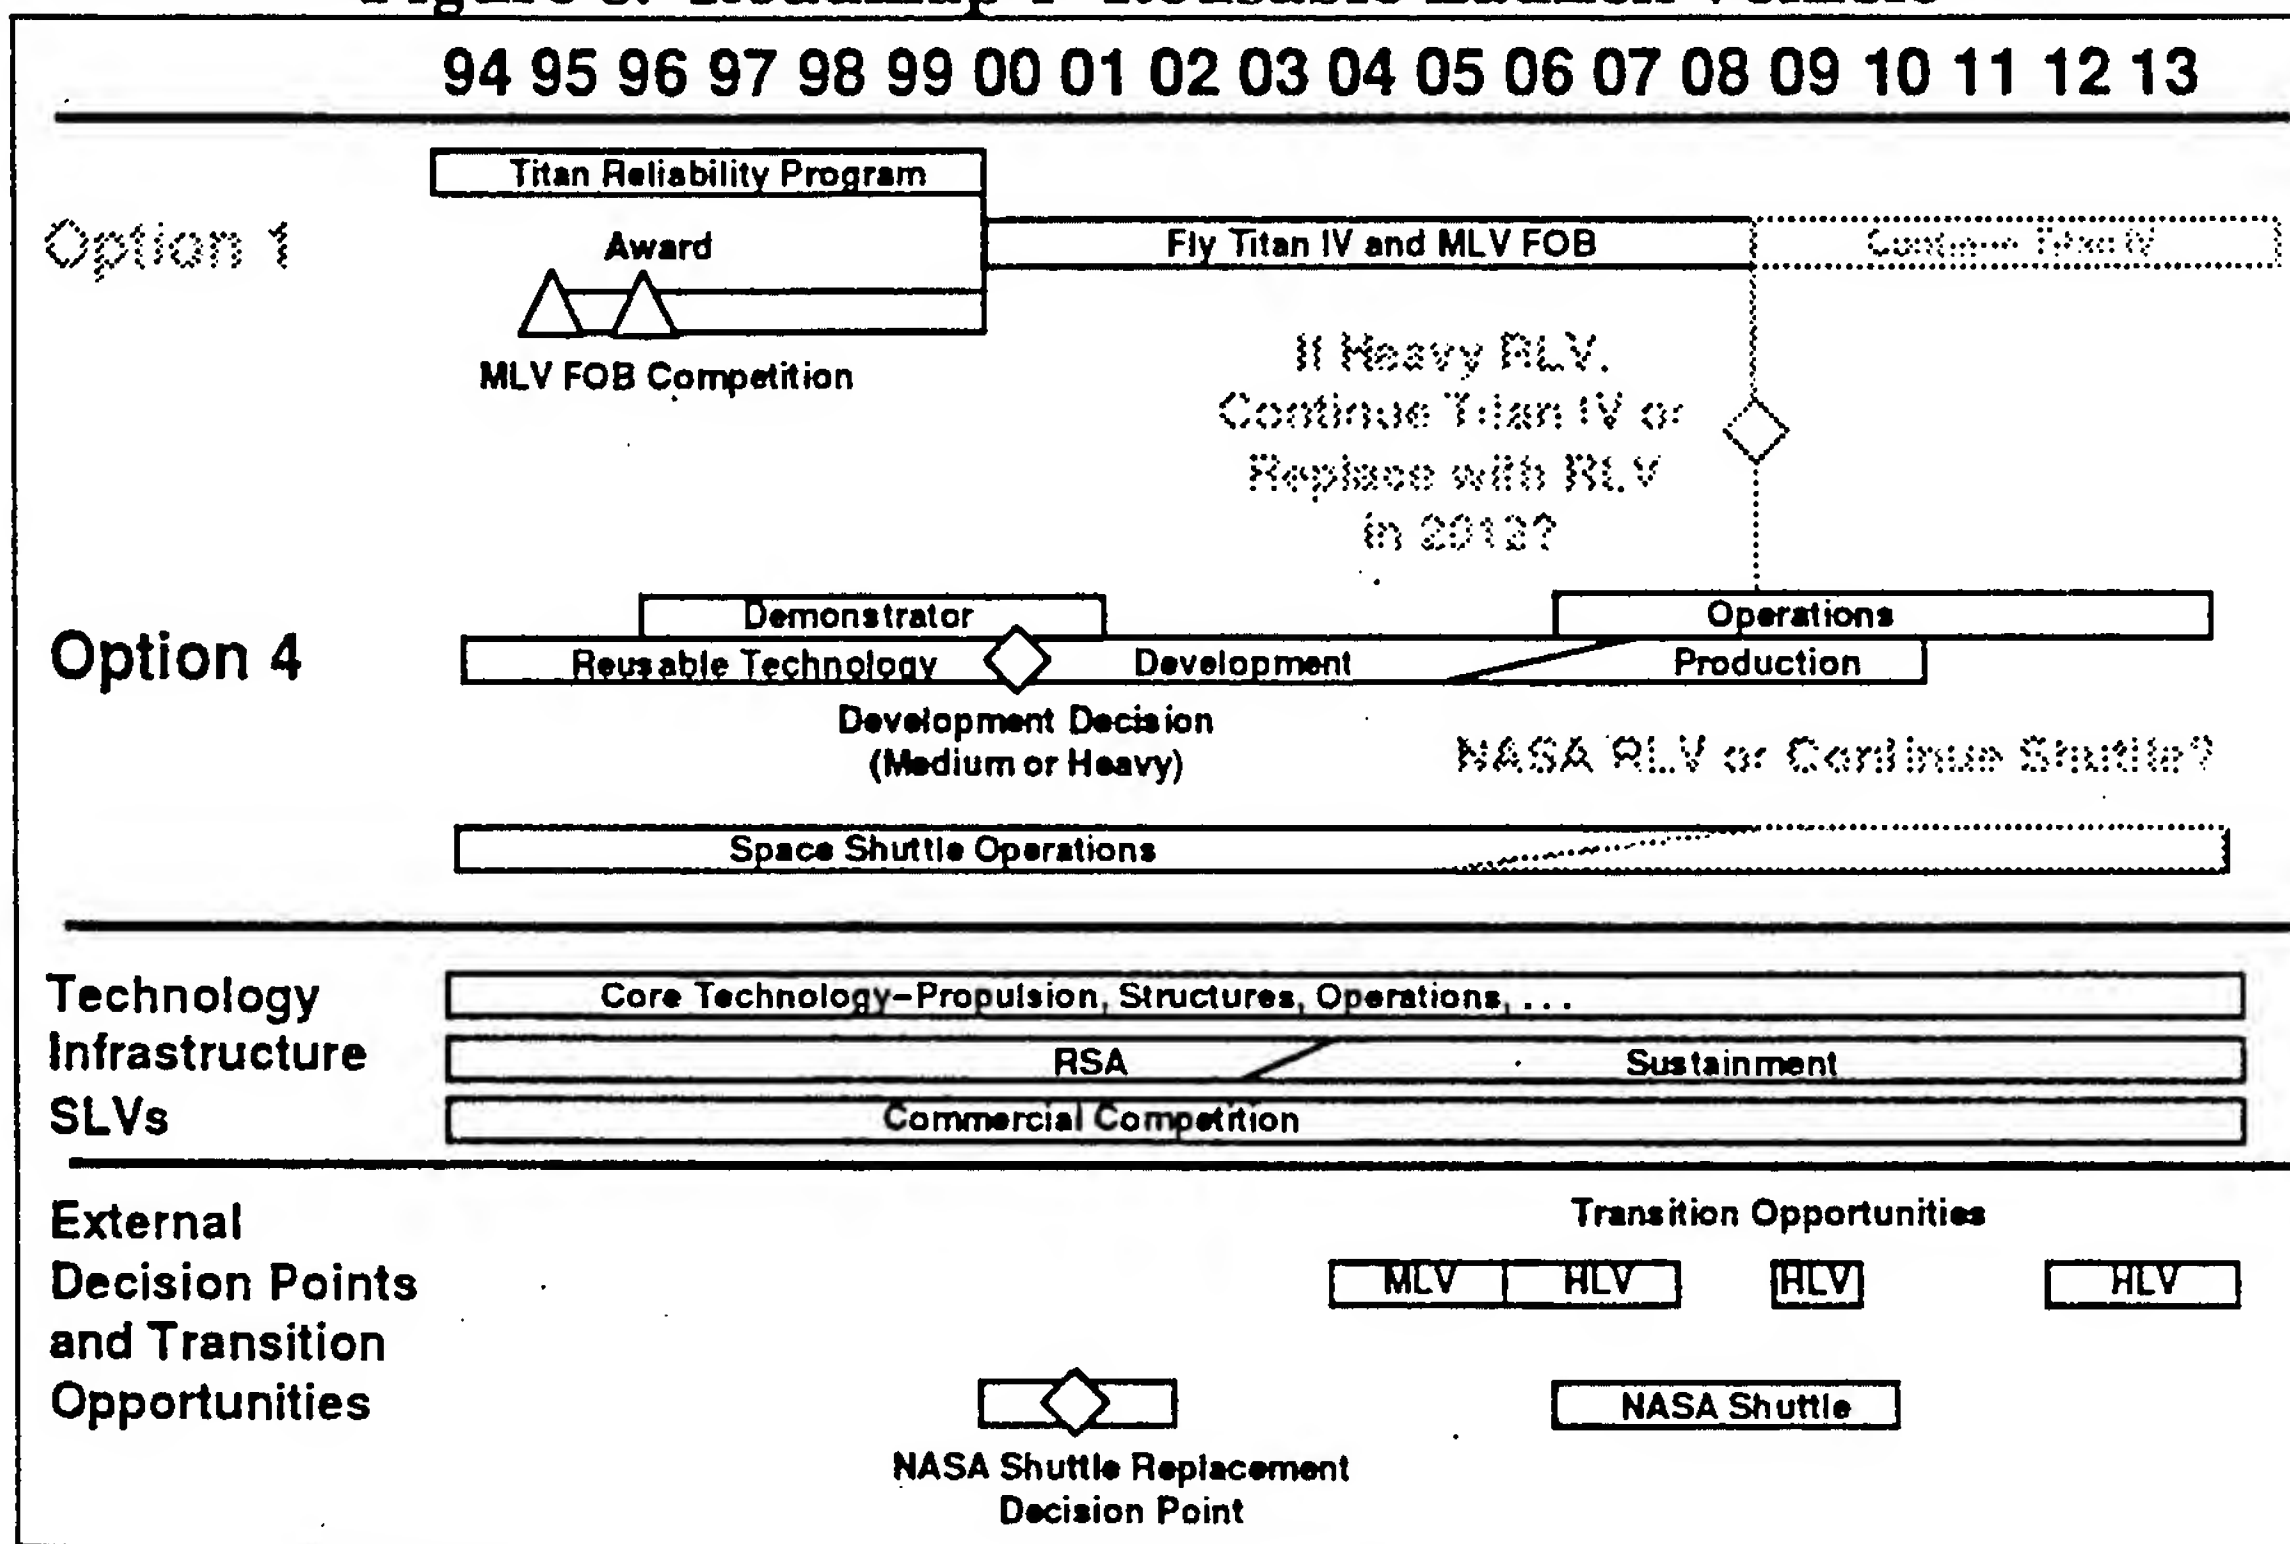 94 95 96 97 98 99 00 01 02 03 04 05 06 07 08 09 10 11 12 13
Titan Reliability Program
Option 1
Award
Fly Titan IV and MLV FOB
Continue Titan IV
MLV FOB Competition
If Heavy RLV.
Continue Titan IV or
Replace with RLV
in 2012?
Demonstrator
Operations
Option 4
Reusable Technology
Development
Production
Development Decision
(Medium or Heavy)
NASA RLV or Continue Shuttle?
Space Shuttle Operations
Technology
Core Technology–Propulsion, Structures, Operations, . . .
Infrastructure
RSA
Sustainment
SLVs
Commercial Competition
External
Decision Points
and Transition
Opportunities
Transition Opportunities
MLV
HLV
HLV
HLV
NASA Shuttle
NASA Shuttle Replacement
Decision Point